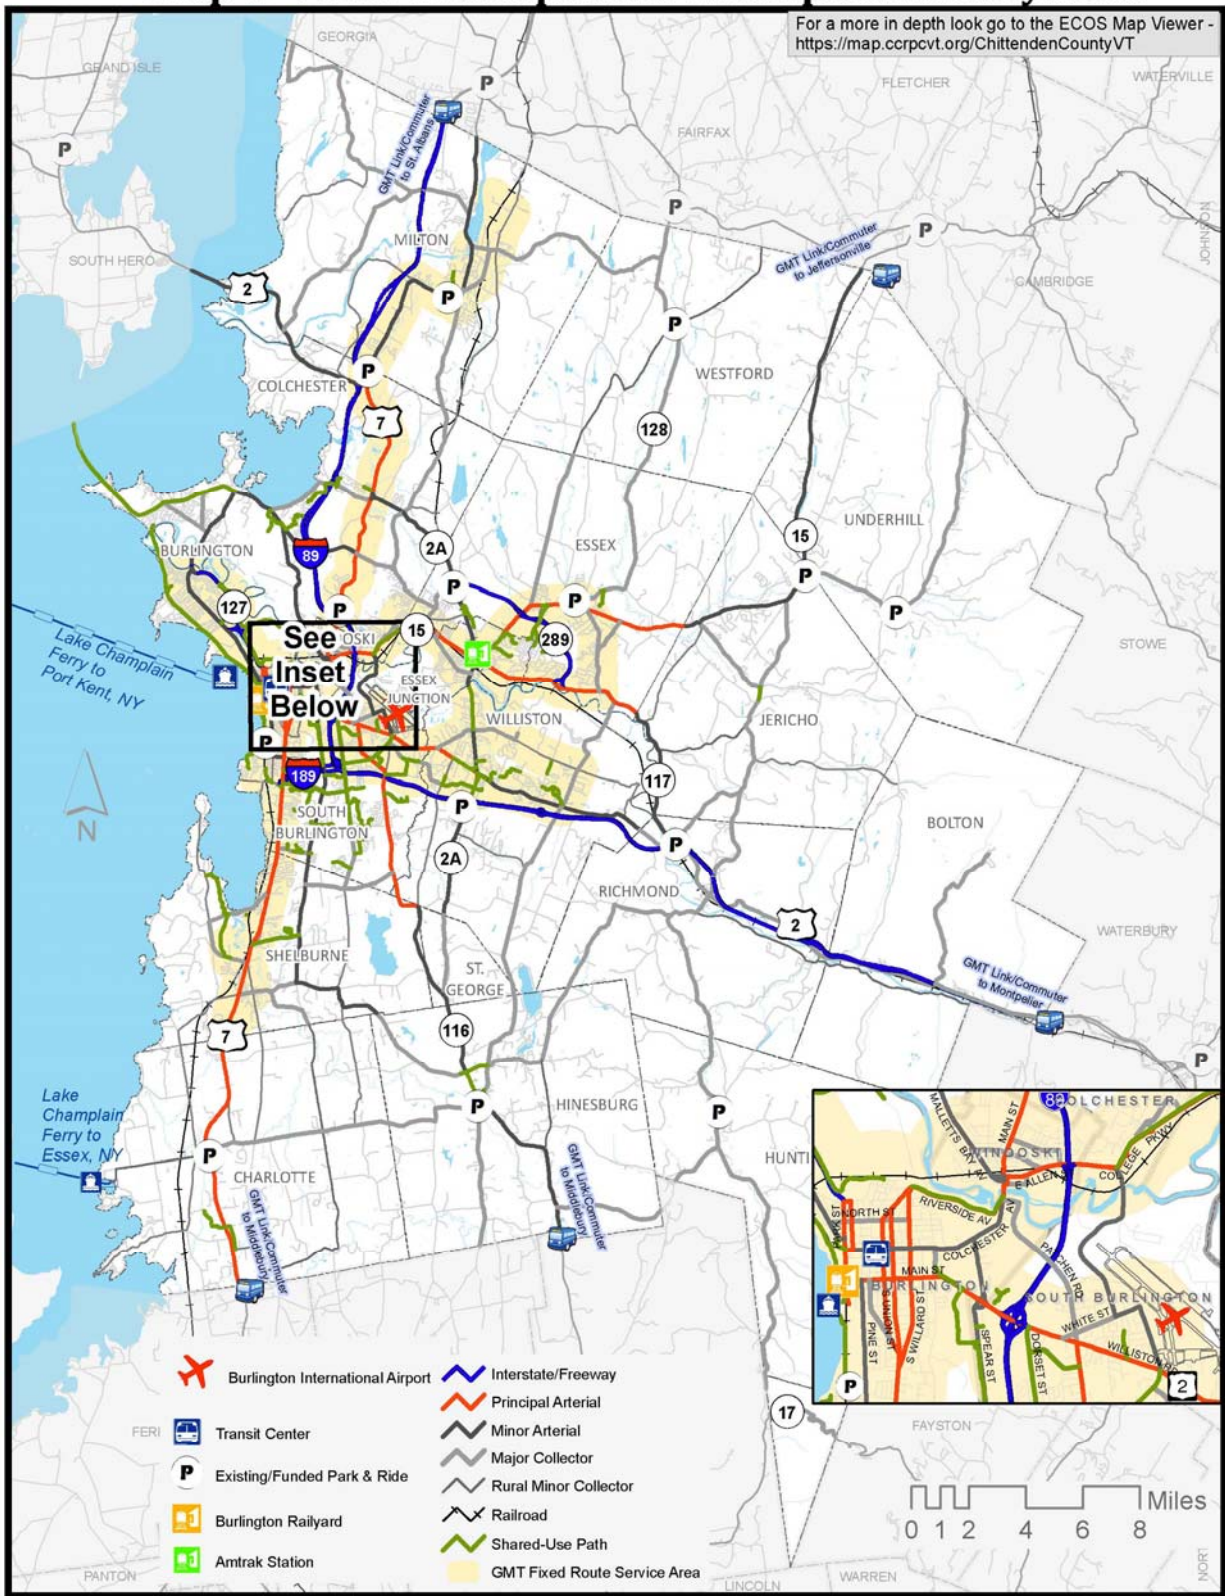 For a more in depth look go to the ECOS Map Viewer -
https://map.ccrpcvt.org/ChittendenCountyVT
GEORGIA
GRAND ISLE
P
FLETCHER
WATERVILLE
GMT Link/Commuter
to St. Albans
FAIRFAX
P
P
P
JOHNSON
MILTON
GMT Link/Commuter
to Jeffersonville
SOUTH HERO
CAMBRIDGE
2
P
P
P
COLCHESTER
WESTFORD
7
128
15
UNDERHILL
2A
ESSEX
BURLINGTON
89
P
P
P
P
127
P
15
289
See
Inset
Below
OSKI
STOWE
Lake Champlain
Ferry to
Port Kent, NY
ESSEX
JUNCTION
WILLISTON
JERICHO
P
189
117
N
P
SOUTH
BURLINGTON
BOLTON
P
2A
RICHMOND
2
WATERBURY
SHELBURNE
ST.
GEORGE
GMT Link/Commuter
to Montpelier
7
116
P
Lake
Champlain
Ferry to
Essex, NY
P
HINESBURG
P
P
HUNTI
CHARLOTTE
GMT Link/Commuter
to Middlebury
GMT Link/Commuter
to Middlebury
89
COLCHESTER
MALLETTS BAY AV
MAIN ST
WINOOSKI
COLLEGE PKWY
E ALLEN ST
RIVERSIDE AV
NORTH ST
PARK ST
COLCHESTER AV
PATCHEN RD
MAIN ST
BURLINGTON
SOUTH BURLINGTON
S UNION ST
S WILLARD ST
WHITE ST
PINE ST
SPEAR ST
DORSET ST
WILLISTON RD
2
P
Burlington International Airport
Transit Center
P
Existing/Funded Park & Ride
Burlington Railyard
Amtrak Station
Interstate/Freeway
Principal Arterial
Minor Arterial
Major Collector
Rural Minor Collector
Railroad
Shared-Use Path
GMT Fixed Route Service Area
17
FERI
FAYSTON
Miles
0 1 2 4 6 8
PANTON
LINCOLN
WARREN
NORT